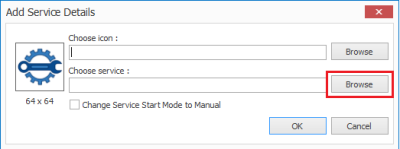 Add Service Details
Choose icon :
Browse
Choose service :
Browse
64 x 64
Change Service Start Mode to Manual
OK
Cancel